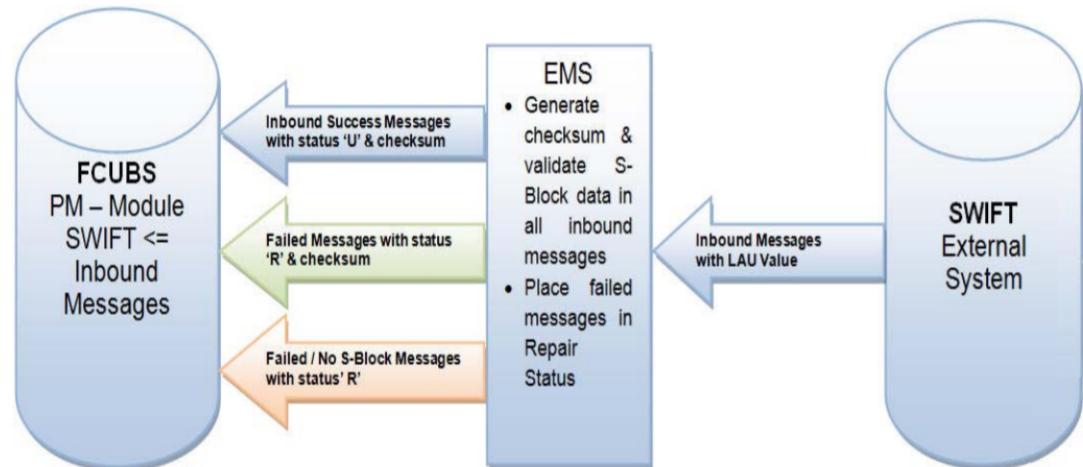 FCUBS
PM – Module
SWIFT <=
Inbound
Messages
Inbound Success Messages
with status 'U' & checksum
Failed Messages with status
'R' & checksum
Failed / No S-Block Messages
with status' R'
EMS
• Generate
checksum &
validate S-
Block data in
all inbound
messages
• Place failed
messages in
Repair
Status
Inbound Messages
with LAU Value
SWIFT
External
System